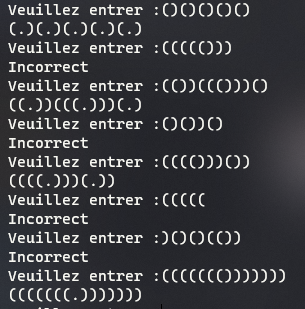 Veuillez entrer :()()()()()
(.)(.)(.)(.)(.)
Veuillez entrer :((((()))
Incorrect
Veuillez entrer :(())((()))()
((.))(((.)))(.)
Veuillez entrer :()())()
Incorrect
Veuillez entrer :(((()))())
((((.)))(.))
Veuillez entrer :(((((
Incorrect
Veuillez entrer :)()()(())
Incorrect
Veuillez entrer :((((((()))))))
(((((((.)))))))